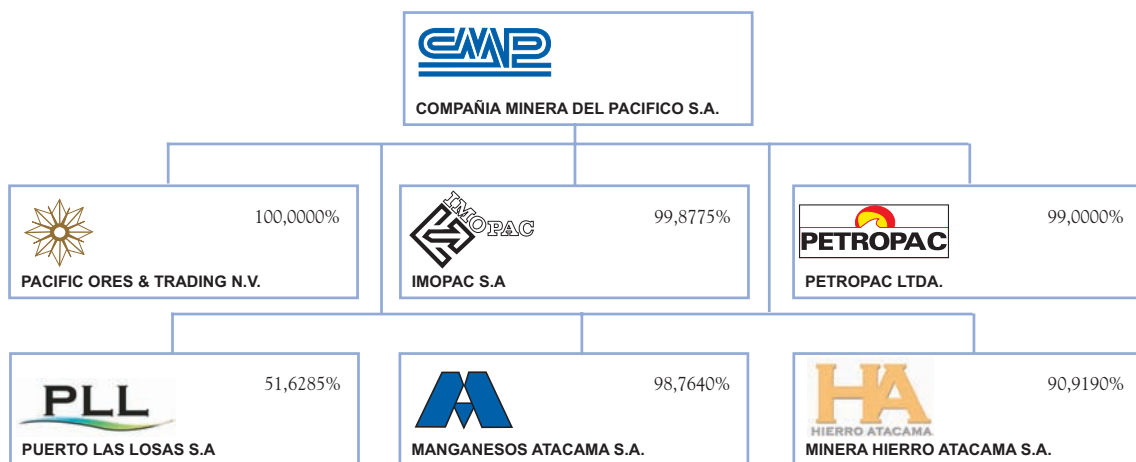 CMP
COMPAÑIA MINERA DEL PACIFICO S.A.
100,0000%
PACIFIC ORES & TRADING N.V.
IMOPAC
99,8775%
IMOPAC S.A
PETROPAC
99,0000%
PETROPAC LTDA.
PLL
51,6285%
PUERTO LAS LOSAS S.A
98,7640%
MANGANESOS ATACAMA S.A.
HA
HIERRO ATACAMA
90,9190%
MINERA HIERRO ATACAMA S.A.